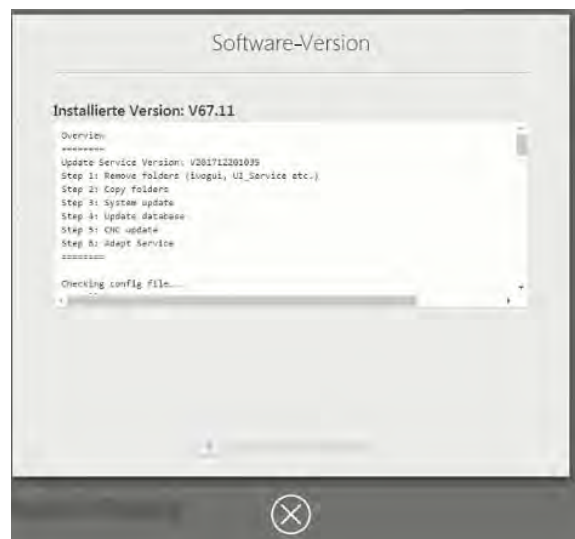 Software-Version
Installierte Version: V67.11
Overview
========
Update Service Version: V201712201035
Step 1: Remove folders (ivogui, UI_Service etc.)
Step 2: Copy folders
Step 3: System update
Step 4: Update database
Step 5: CNC update
Step 6: Adapt Service
========
Checking config file...